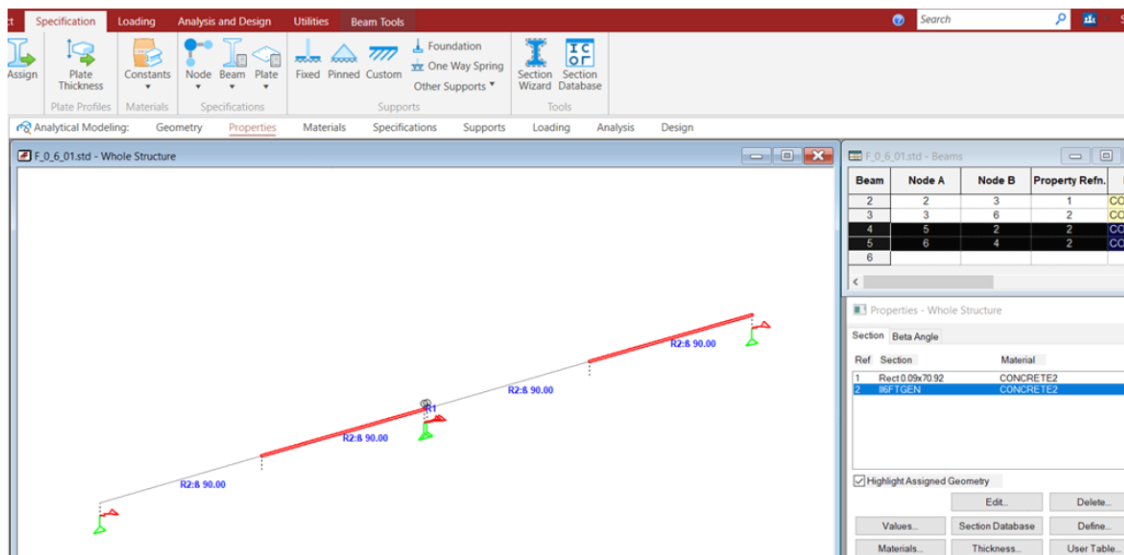 ct Specification Loading Analysis and Design Utilities Beam Tools Search
Assign Plate Thickness Constants Node Beam Plate Fixed Pinned Custom Foundation Section Wizard Section Database
One Way Spring
Other Supports
Plate Profiles Materials Specifications Supports Tools
Analytical Modeling: Geometry Properties Materials Specifications Supports Loading Analysis Design
F_0_6_01.std - Whole Structure
R2:ß 90.00
R2:ß 90.00
R1
R2:ß 90.00
R2:ß 90.00
F_0_6_01.std - Beams
Beam Node A Node B Property Refn.
2 2 3 1 CO
3 3 6 2 CO
4 5 2 2 CO
5 6 4 2 CO
6
Properties - Whole Structure
Section Beta Angle
Ref Section Material
1 Rect 0.09x70.92 CONCRETE2
2 II6FTGEN CONCRETE2
Highlight Assigned Geometry
Edit... Delete...
Values... Section Database Define...
Materials... Thickness... User Table...